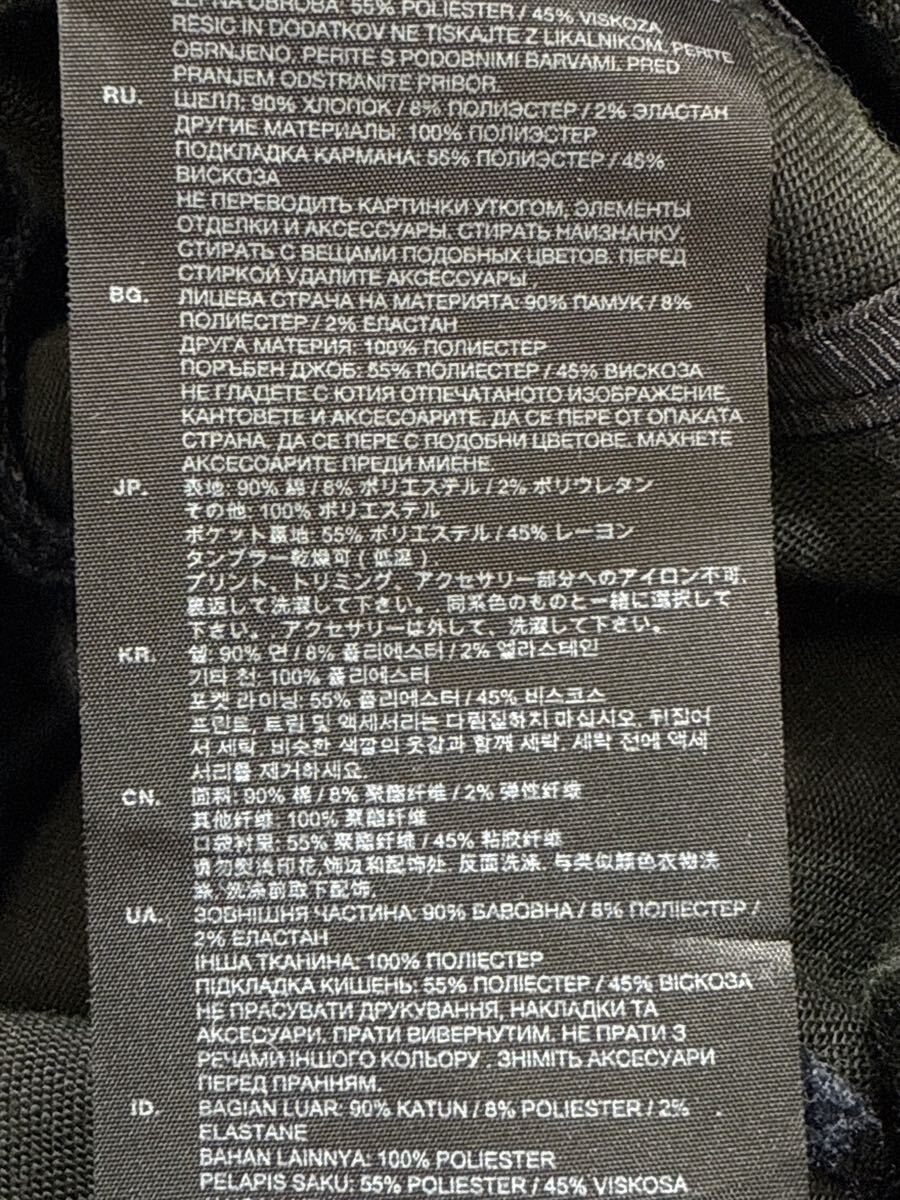 ZEPNA OBROBA: 55% POLIESTER / 45% VISKOZA
RESIC IN DODATKOV NE TISKAJTE Z LIKALNIKOM. PERITE
OBRNJENO. PERITE S PODOBNIMI BARVAMI. PRED
PRANJEM ODSTRANITE PRIBOR.
RU. ШЕЛЛ: 90% ХЛОПОК / 8% ПОЛИЭСТЕР / 2% ЭЛАСТАН
ДРУГИЕ МАТЕРИАЛЫ: 100% ПОЛИЭСТЕР
ПОДКЛАДКА КАРМАНА: 55% ПОЛИЭСТЕР / 45%
ВИСКОЗА
НЕ ПЕРЕВОДИТЬ КАРТИНКИ УТЮГОМ, ЭЛЕМЕНТЫ
ОТДЕЛКИ И АКСЕССУАРЫ. СТИРАТЬ НАИЗНАНКУ
СТИРАТЬ С ВЕЩАМИ ПОДОБНЫХ ЦВЕТОВ. ПЕРЕД
СТИРКОЙ УДАЛИТЕ АКСЕССУАРЫ .
BG. ЛИЦЕВА СТРАЧА НА МАТЕРИЯТА: 90% ПАМУК / 8%
ПОЛИЕСТЕР / 2% ЕЛАСТАН
ДРУГА МАТЕРИЯ: 100% ПОЛИЕСТЕР
ПОРЪБЕН ДЖОБ: 55% ПОЛИЕСТЕР / 45% ВИСКОЗА
НЕ ГЛАДЕТЕ С ЮТИЯ ОТПЕЧАТАНОТО ИЗОБРАЖЕНИЕ,
КАНТОВЕТЕ И АКСЕСОАРИТЕ. ДА СЕ ПЕРЕ ОТ ОПАКАТА
СТРАНА. ДА СЕ ПЕРЕ С ПОДОБНИ ЦВЕТОВЕ. МАХНЕТЕ
АКСЕСОАРИТЕ ПРЕДИ МИЕНЕ.
JP. 表地: 90% 綿 / 8% ポリエステル / 2% ポリウレタン
その他: 100% ポリエステル
ポケット裏地: 55% ポリエステル / 45% レーヨン
タンブラー乾燥可 ( 低温 ) .
プリント、トリミング、アクセサリー部分へのアイロン不可.
裏返して洗濯して下さい。. 同系色のものと一緒に選択して
下さい。. アクセサリーは外して、洗濯して下さい。.
KR. 쉘: 90% 면 / 8% 폴리에스터 / 2% 엘라스테인
기타 천: 100% 폴리에스터
포켓 라이닝: 55% 폴리에스터 / 45% 비스코스
프린트, 트림 및 액세서리는 다림질하지 마십시오. 뒤집어
서 세탁. 비슷한 색깔의 옷감과 함께 세탁. 세탁 전에 액세
서리를 제거하세요.
CN. 面料: 90% 棉 / 8% 聚酯纤维 / 2% 弹性纤维
其他纤维: 100% 聚酯纤维
口袋衬里: 55% 聚酯纤维 / 45% 粘胶纤维
请勿熨烫印花,饰边和配饰处. 反面洗涤. 与类似颜色衣物洗
涤. 洗涤前取下配饰.
UA. ЗОВНІШНЯ ЧАСТИНА: 90% БАВОВНА / 8% ПОЛІЕСТЕР /
2% ЕЛАСТАН
ІНША ТКАНИНА: 100% ПОЛІЕСТЕР
ПІДКЛАДКА КИШЕНЬ: 55% ПОЛІЕСТЕР / 45% ВІСКОЗА
НЕ ПРАСУВАТИ ДРУКУВАННЯ, НАКЛАДКИ ТА
АКСЕСУАРИ. ПРАТИ ВИВЕРНУТИМ. НЕ ПРАТИ З
РЕЧАМИ ІНШОГО КОЛЬОРУ . ЗНІМІТЬ АКСЕСУАРИ
ПЕРЕД ПРАННЯМ.
ID. BAGIAN LUAR: 90% KATUN / 8% POLIESTER / 2%
ELASTANE
BAHAN LAINNYA: 100% POLIESTER
PELAPIS SAKU: 55% POLIESTER / 45% VISKOSA